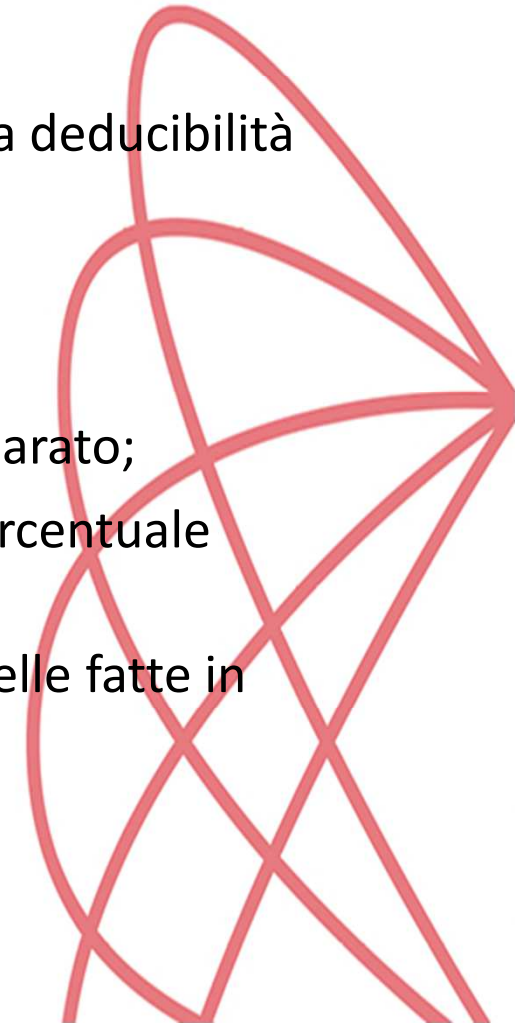 a deducibilità
arato;
rcentuale
elle fatte in